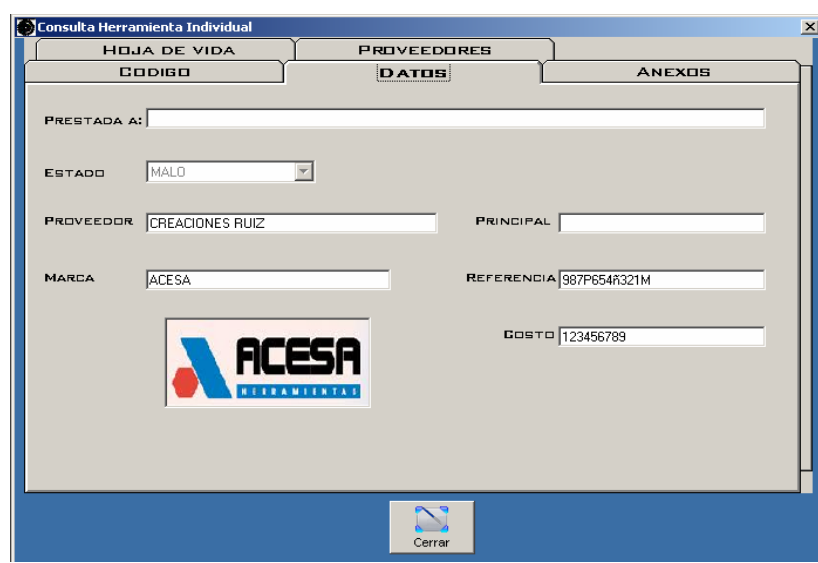 Consulta Herramienta Individual
HOJA DE VIDA PROVEEDORES
CODIGO DATOS ANEXOS
PRESTADA A:
ESTADO MALO
PROVEEDOR CREACIONES RUIZ PRINCIPAL
MARCA ACESA REFERENCIA 987P654ñ321M
COSTO 123456789
ACESA
HERRAMIENTAS
Cerrar